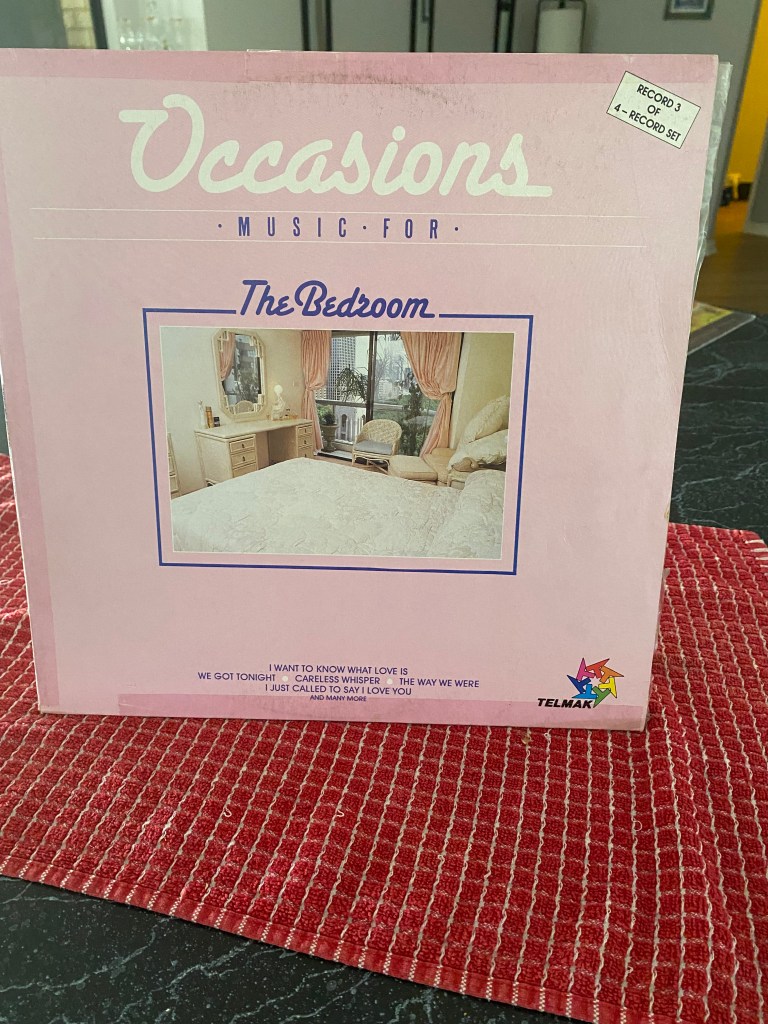 RECORD 3
OF
4 – RECORD SET
Occasions
· MUSIC · FOR ·
The Bedroom
I WANT TO KNOW WHAT LOVE IS
WE GOT TONIGHT • CARELESS WHISPER • THE WAY WE WERE
I JUST CALLED TO SAY I LOVE YOU
AND MANY MORE
TELMAK